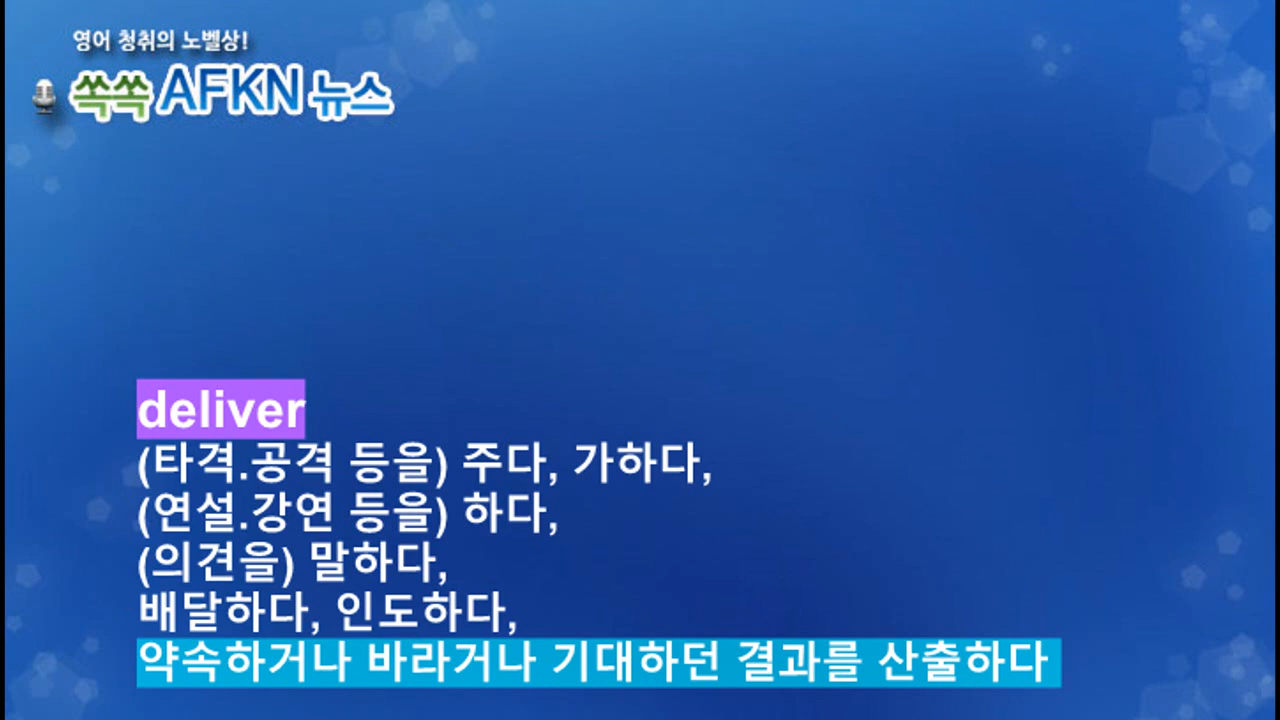 영어 청취의 노벨상!
쏙쏙 AFKN 뉴스
deliver
(타격.공격 등을) 주다, 가하다,
(연설.강연 등을) 하다,
(의견을) 말하다,
배달하다, 인도하다,
약속하거나 바라거나 기대하던 결과를 산출하다